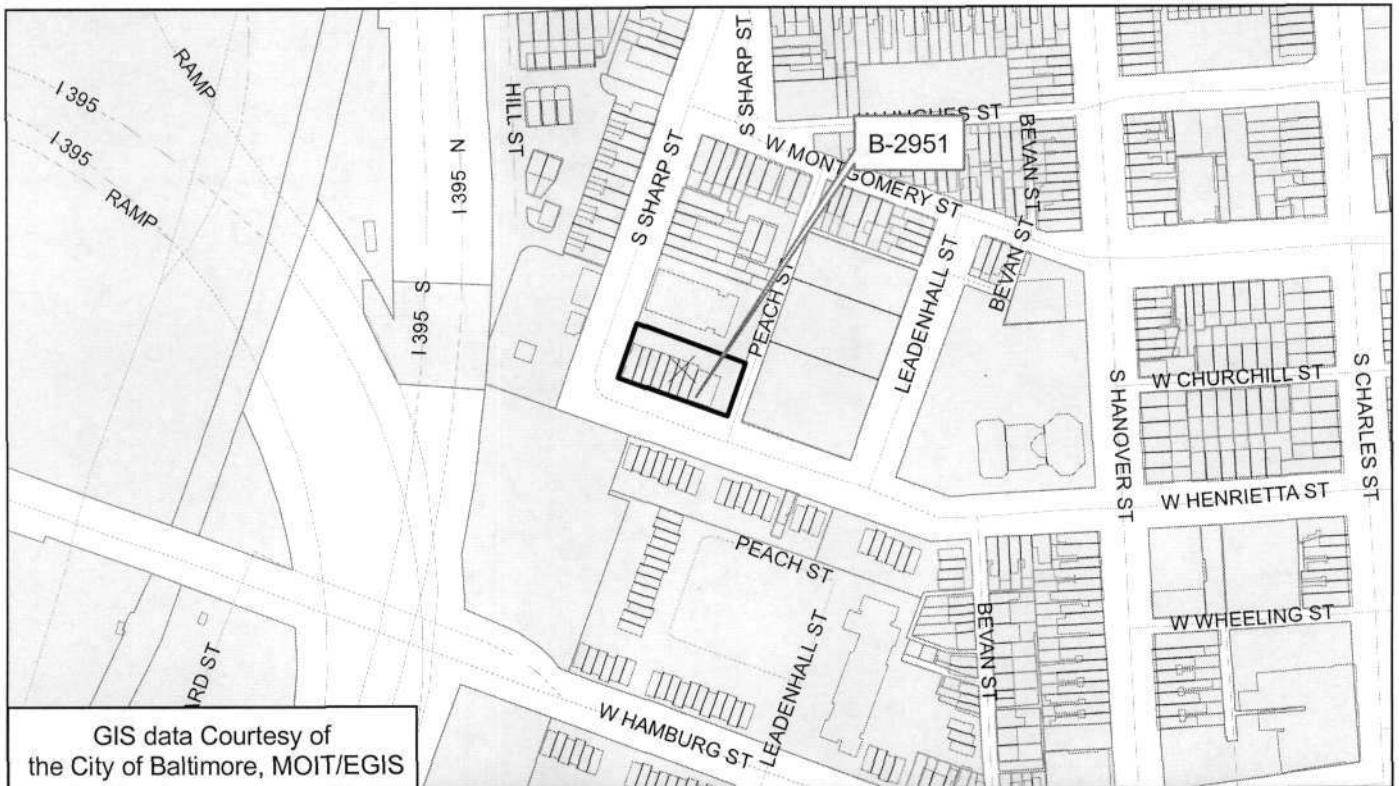 RAMP
I 395
I 395
RAMP
I 395 S
I 395 N
HILL ST
S SHARP ST
S SHARP ST
W MONTGOMERY ST
B-2951
BEVAN ST
BEVAN ST
PEACH ST
LEADENHALL ST
S HANOVER ST
W CHURCHILL ST
S CHARLES ST
W HENRIETTA ST
PEACH ST
LEADENHALL ST
BEVAN ST
W WHEELING ST
W HAMBURG ST
GIS data Courtesy of
the City of Baltimore, MOIT/EGIS